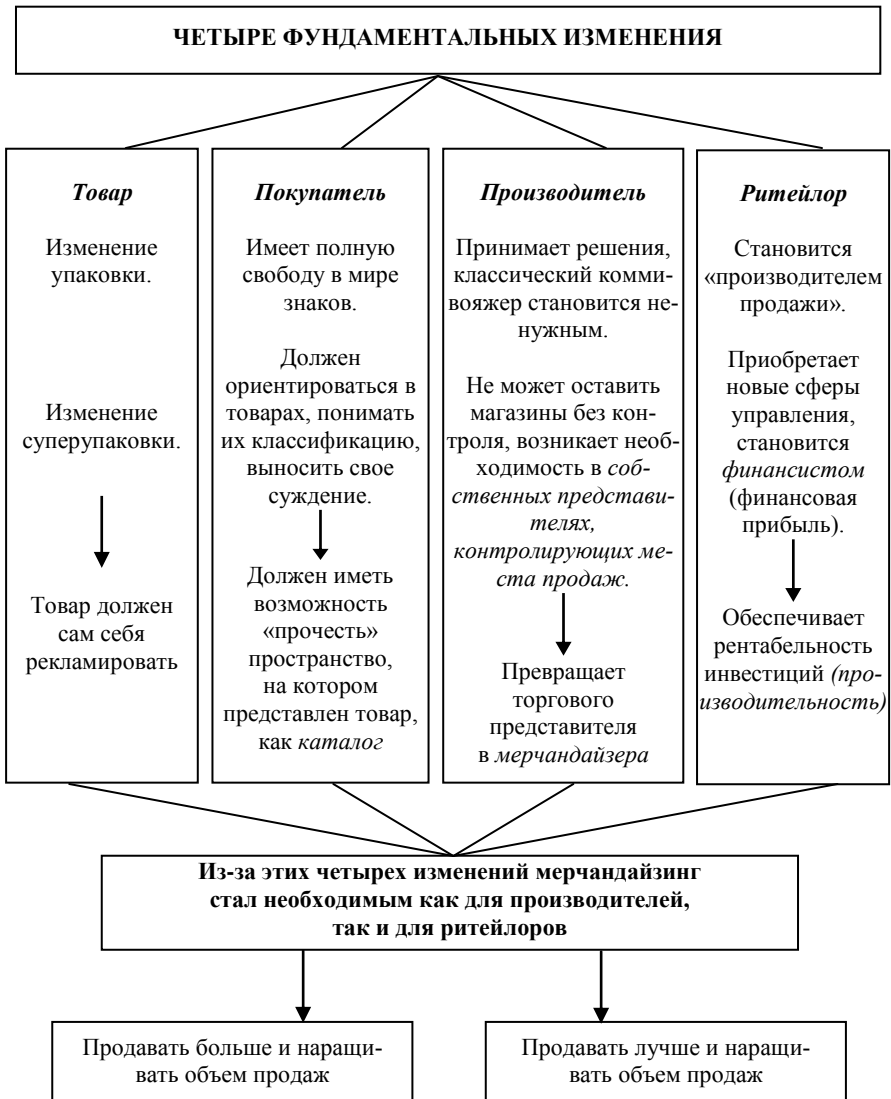 ЧЕТЫРЕ ФУНДАМЕНТАЛЬНЫХ ИЗМЕНЕНИЯ
Товар
Изменение
упаковки.
Изменение
суперупаковки.
Товар должен
сам себя
рекламировать
Покупатель
Имеет полную
свободу в мире
знаков.
Должен
ориентироваться в
товарах, понимать
их классификацию,
выносить свое
суждение.
Должен иметь
возможность
«прочесть»
пространство,
на котором
представлен товар,
как каталог
Производитель
Принимает решения,
классический комми-
вояжер становится не-
нужным.
Не может оставить
магазины без кон-
троля, возникает необ-
ходимость в соб-
ственных представи-
телях,
контролирующих ме-
ста продаж.
Превращает
торгового
представителя
в мерчандайзера
Ритейлор
Становится
«производителем
продажи».
Приобретает
новые сферы
управления,
становится
финансистом
(финансовая
прибыль).
Обеспечивает
рентабельность
инвестиций (про-
изводительность)
Из-за этих четырех изменений мерчандайзинг
стал необходимым как для производителей,
так и для ритейлоров
Продавать больше и наращи-
вать объем продаж
Продавать лучше и наращи-
вать объем продаж